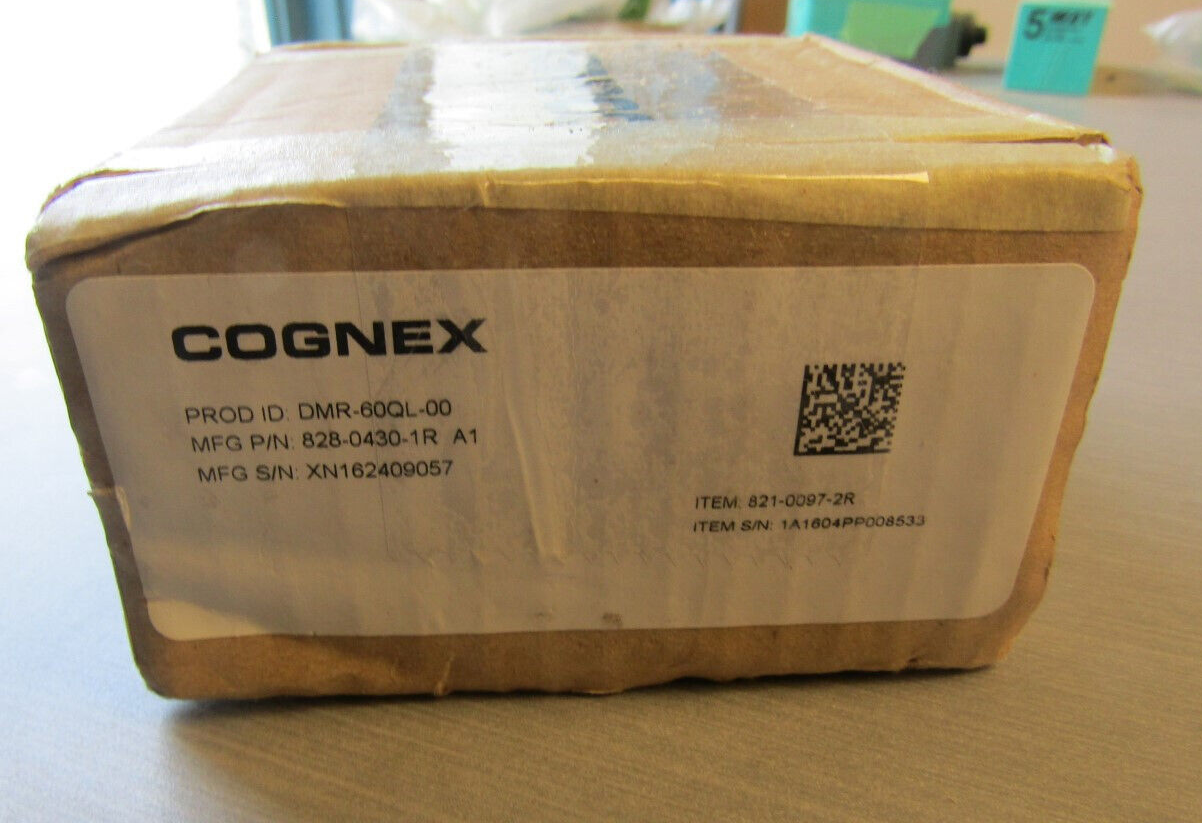 COGNEX
PROD ID: DMR-60QL-00
MFG P/N: 828-0430-1R A1
MFG S/N: XN162409057
ITEM: 821-0097-2R
ITEM S/N: 1A1604PP008533
5